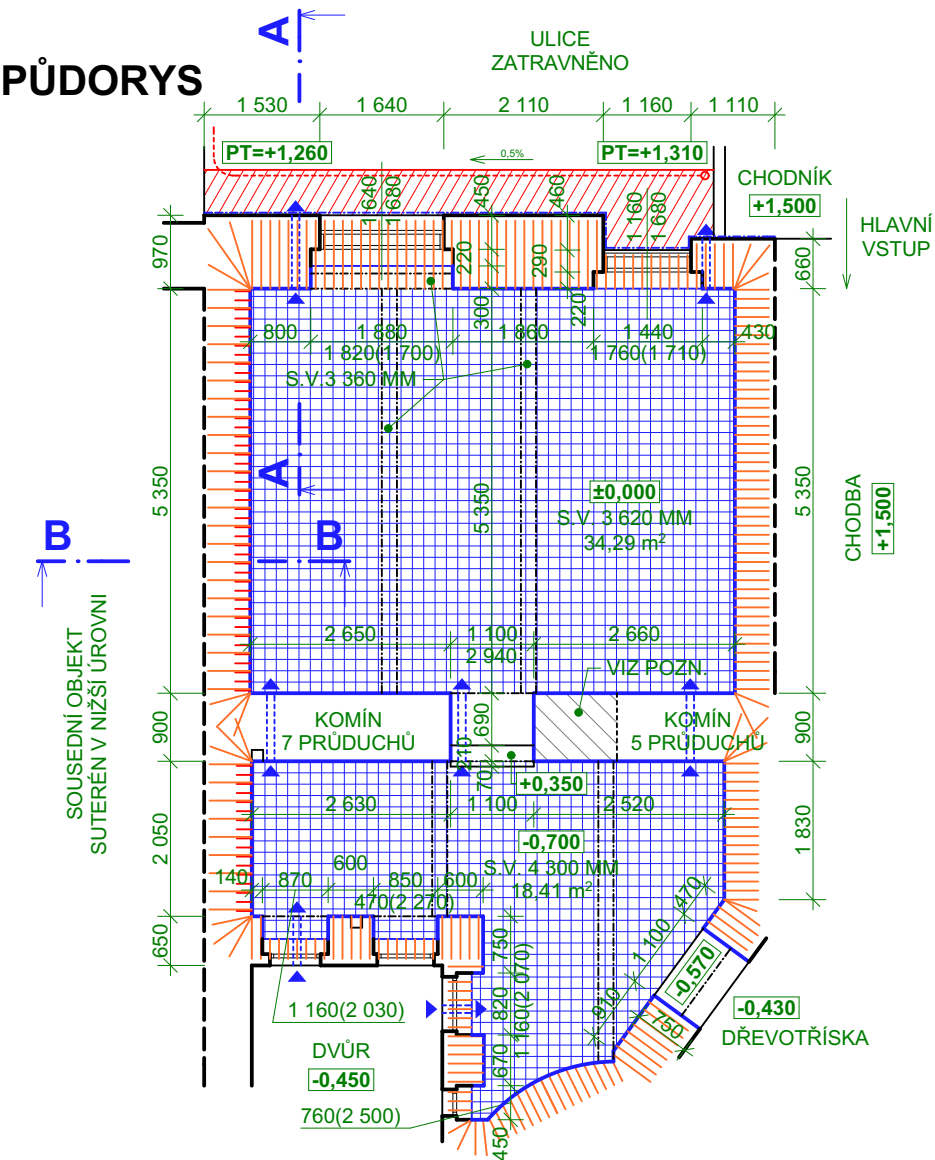 A
PŮDORYS
ULICE
ZATRAVNĚNO
1 530
1 640
2 110
1 160
1 110
PT=+1,260
0,5%
PT=+1,310
CHODNÍK
+1,500
HLAVNÍ
VSTUP
970
1 640
1 680
450
460
1 160
1 680
660
220
290
300
220
800
1 880
1 860
1 440
430
1 820(1 700)
1 760(1 710)
S.V.3 360 MM
A
5 350
5 350
5 350
±0,000
S.V. 3 620 MM
34,29 m²
CHODBA
+1,500
B
B
SOUSEDNÍ OBJEKT
SUTERÉN V NIŽŠÍ ÚROVNI
2 650
1 100
2 660
2 940
VIZ POZN.
900
KOMÍN
7 PRŮDUCHŮ
690
KOMÍN
5 PRŮDUCHŮ
900
210
70
+0,350
2 630
1 100
2 520
2 050
1 830
-0,700
S.V. 4 300 MM
18,41 m²
600
140
870
850
600
470(2 270)
470
650
750
1 100
-0,570
820
1 160(2 070)
910
750
-0,430
DŘEVOTŘÍSKA
1 160(2 030)
DVŮR
-0,450
670
760(2 500)
450